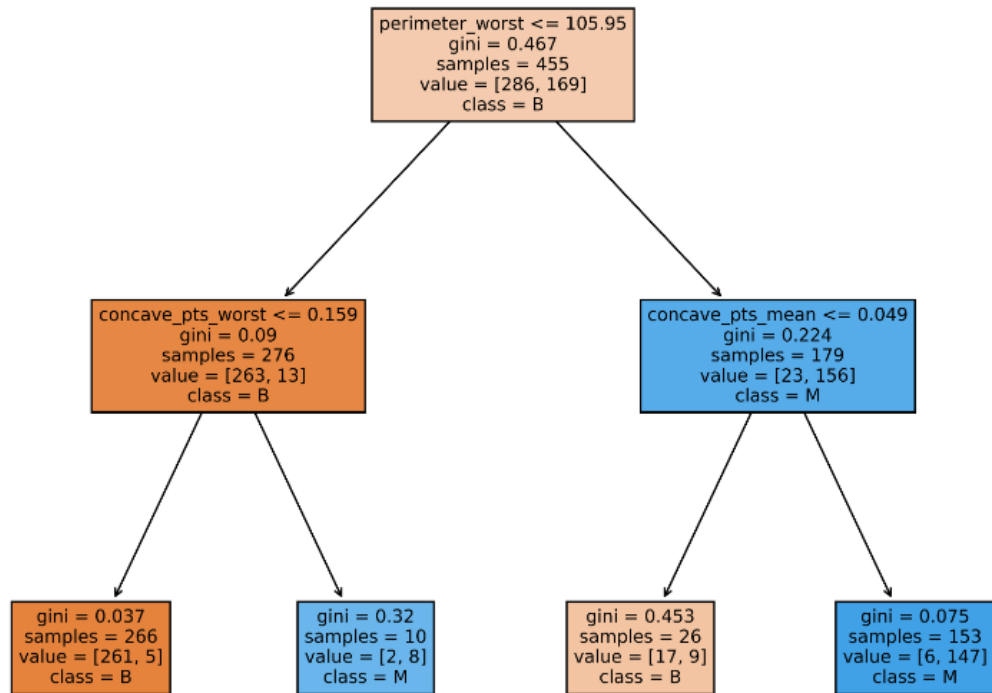 perimeter_worst <= 105.95
gini = 0.467
samples = 455
value = [286, 169]
class = B
concave_pts_worst <= 0.159
gini = 0.09
samples = 276
value = [263, 13]
class = B
concave_pts_mean <= 0.049
gini = 0.224
samples = 179
value = [23, 156]
class = M
gini = 0.037
samples = 266
value = [261, 5]
class = B
gini = 0.32
samples = 10
value = [2, 8]
class = M
gini = 0.453
samples = 26
value = [17, 9]
class = B
gini = 0.075
samples = 153
value = [6, 147]
class = M